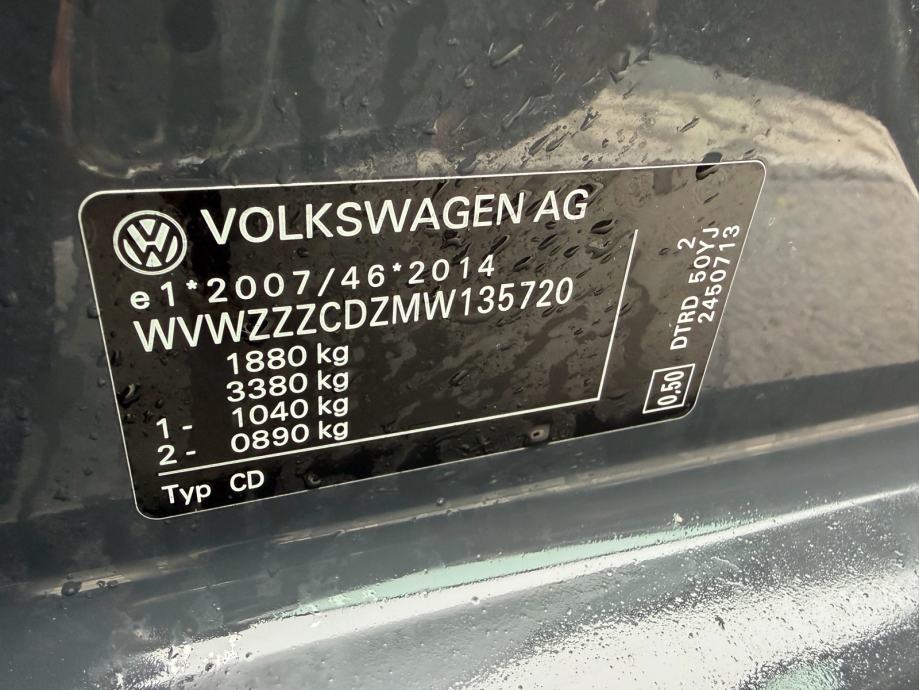 VOLKSWAGEN AG
e1*2007/46*2014
WVWZZZCDZMW135720
1880 kg
3380 kg
1- 1040 kg
2- 0890 kg
Typ CD
2
DTRD 50YJ
2450713
0,50